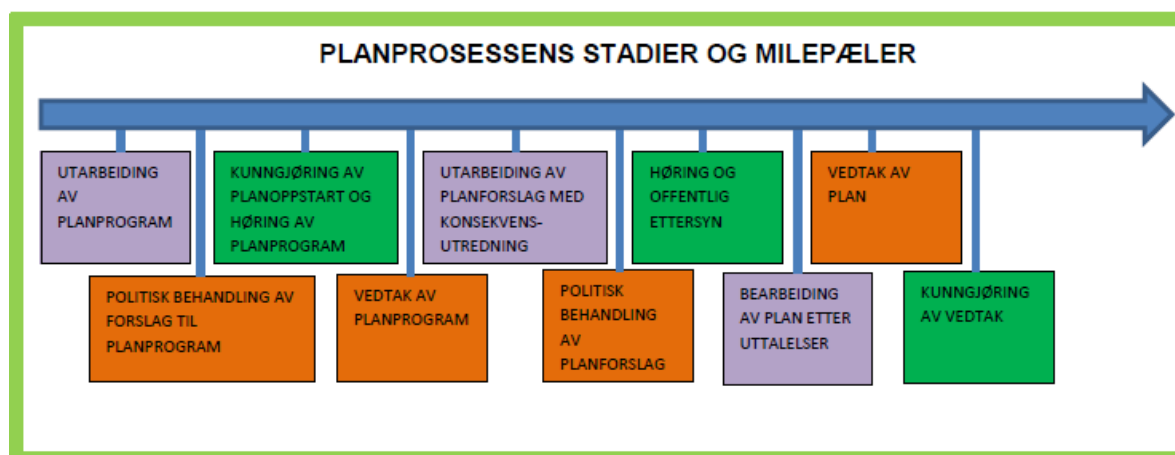 PLANPROSESSENS STADIER OG MILEPÆLER
UTARBEIDING
AV
PLANPROGRAM
POLITISK BEHANDLING AV
FORSLAG TIL
PLANPROGRAM
KUNNGJØRING AV
PLANOPPSTART OG
HØRING AV
PLANPROGRAM
VEDTAK AV
PLANPROGRAM
UTARBEIDING AV
PLANFORSLAG MED
KONSEKVENS-
UTREDNING
POLITISK
BEHANDLING
AV
PLANFORSLAG
HØRING OG
OFFENTLIG
ETTERSYN
BEARBEIDING
AV PLAN ETTER
UTTALELSER
VEDTAK AV
PLAN
KUNNGJØRING
AV VEDTAK